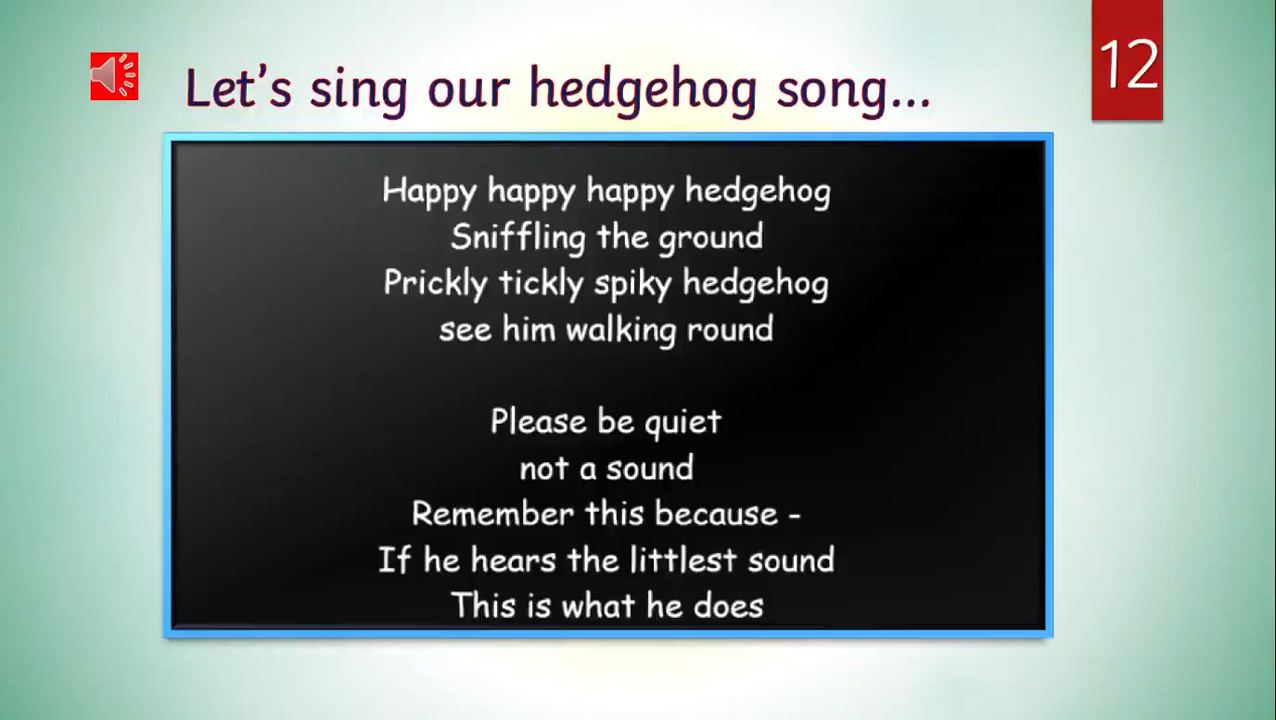 Let's sing our hedgehog song...
12
Happy happy happy hedgehog
Sniffling the ground
Prickly tickly spiky hedgehog
see him walking round
Please be quiet
not a sound
Remember this because -
If he hears the littlest sound
This is what he does